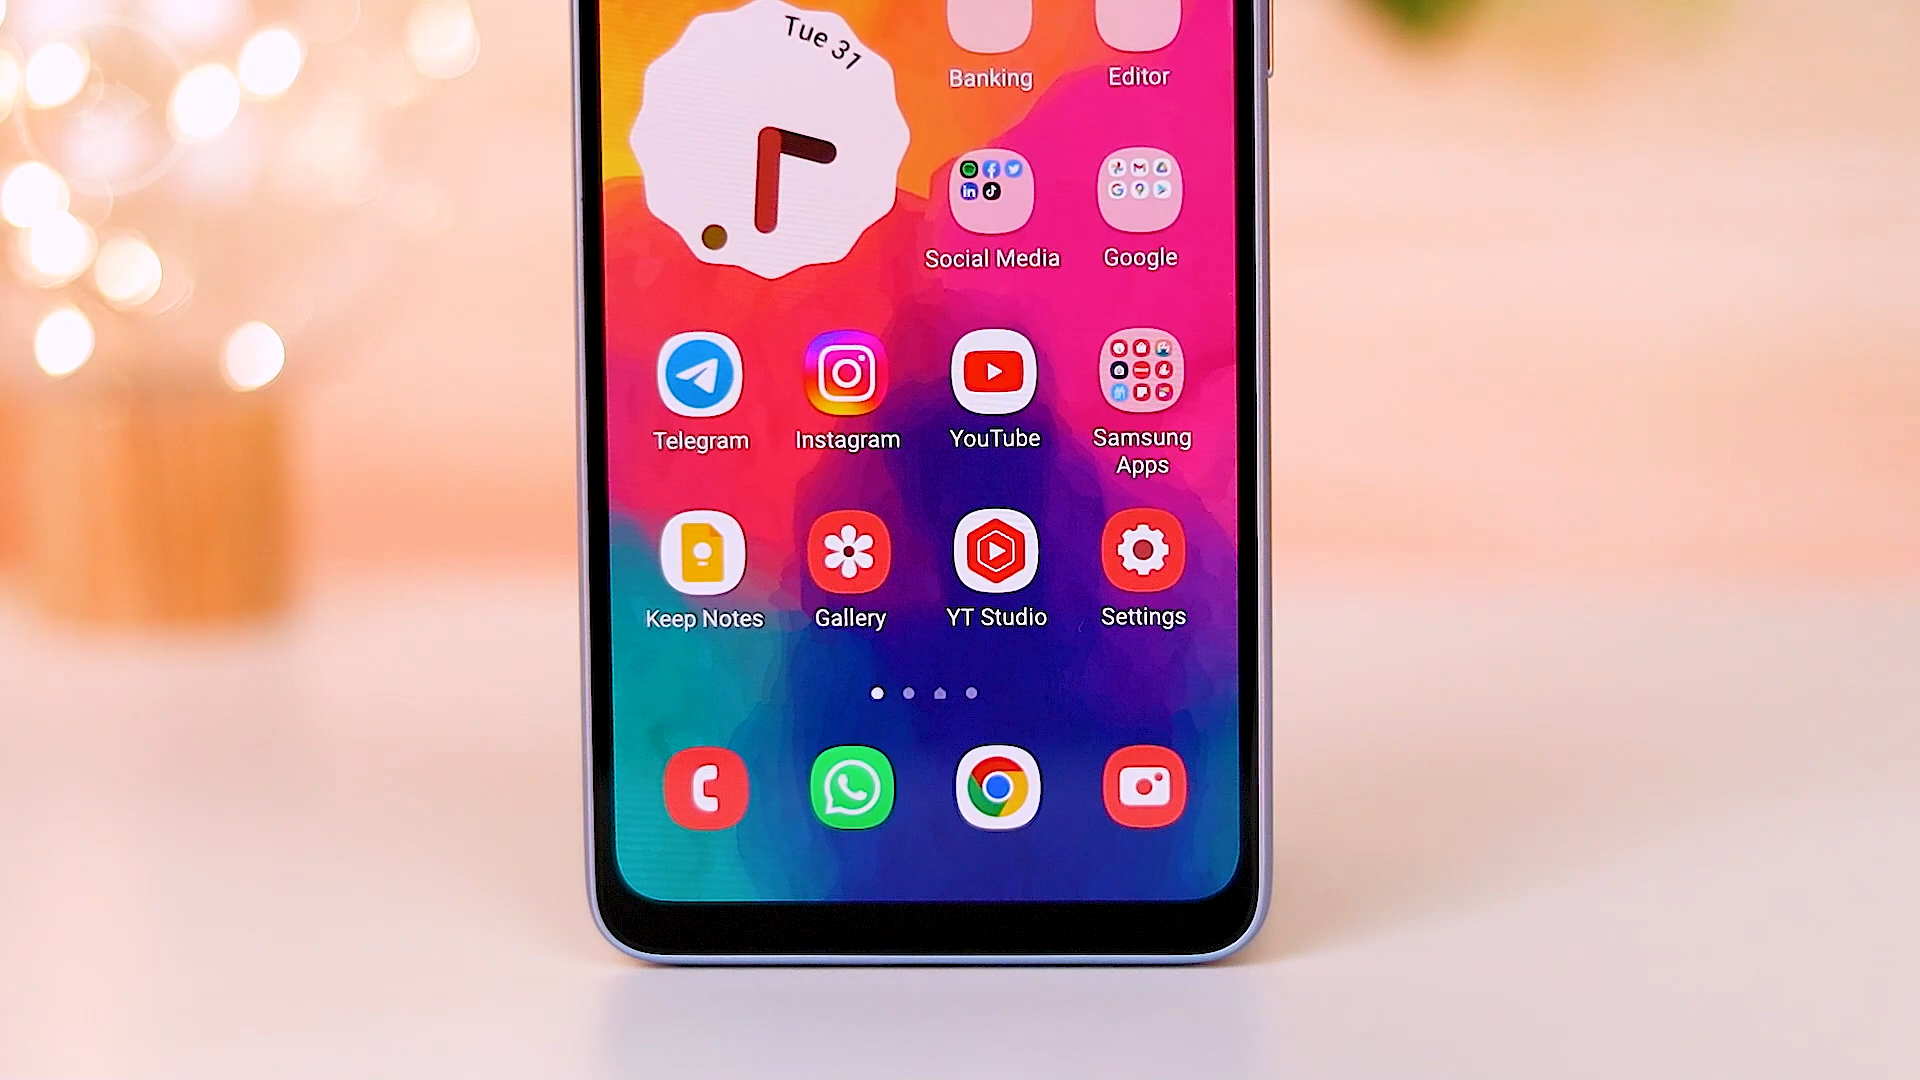 Tue 31
Banking
Editor
Social Media
Google
Telegram
Instagram
YouTube
Samsung
Apps
Keep Notes
Gallery
YT Studio
Settings